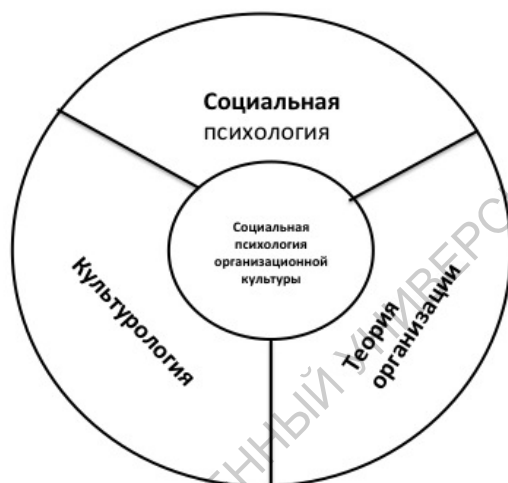 Социальная
психология
Социальная
психология
организационной
культуры
Культурология
Теория
организации